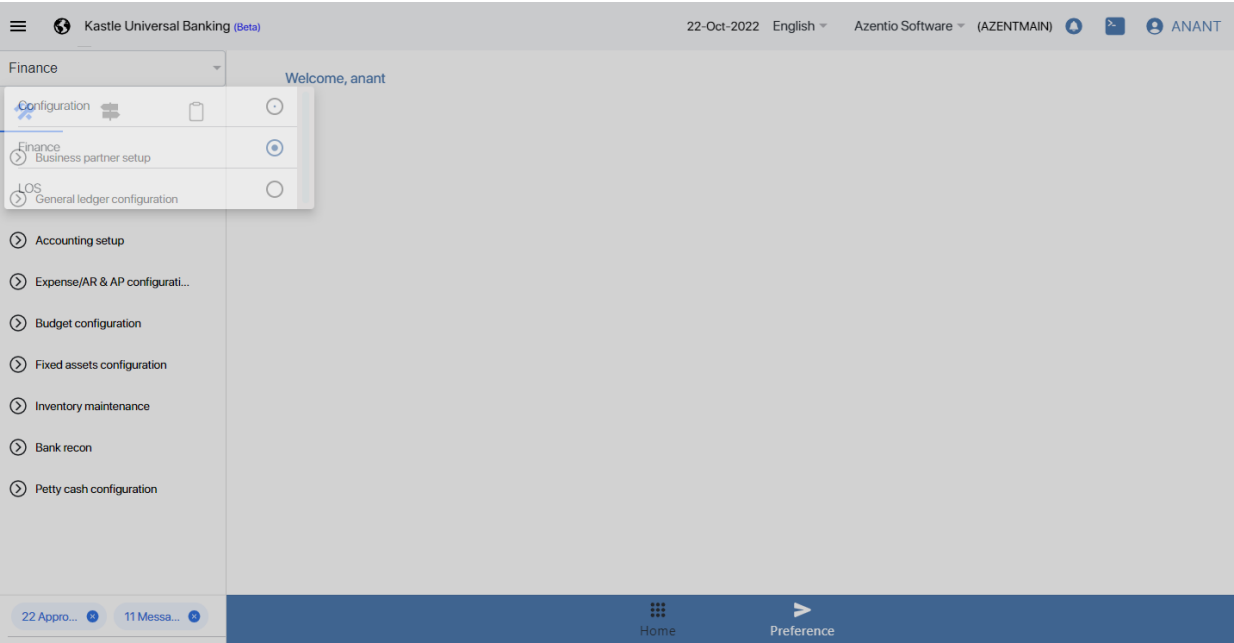 Kastle Universal Banking (Beta)
22-Oct-2022 English Azentio Software (AZENTMAIN) ANANT
Finance
Welcome, anant
Configuration
Finance
Business partner setup
LOS
General ledger configuration
Accounting setup
Expense/AR & AP configurati...
Budget configuration
Fixed assets configuration
Inventory maintenance
Bank recon
Petty cash configuration
22 Appro... 11 Messa...
Home Preference